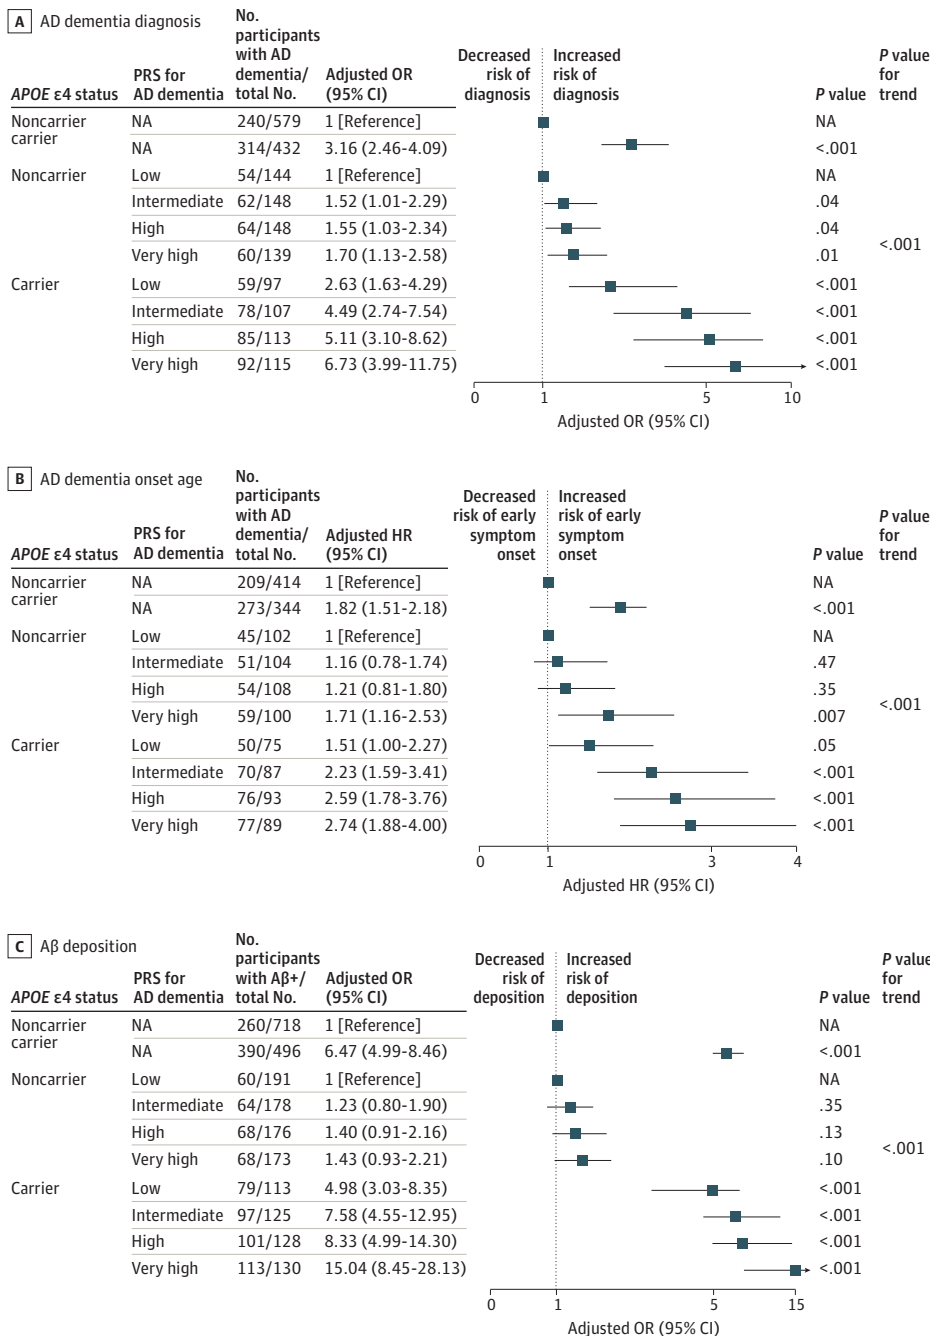 A AD dementia diagnosis
APOE ε4 status
PRS for
AD dementia
No.
participants
with AD
dementia/
total No.
Adjusted OR
(95% CI)
Decreased
risk of
diagnosis
Increased
risk of
diagnosis
P value
P value
for
trend
Noncarrier NA 240/579 1 [Reference] NA
carrier NA 314/432 3.16 (2.46-4.09) <.001
Noncarrier Low 54/144 1 [Reference] NA
Intermediate 62/148 1.52 (1.01-2.29) .04
High 64/148 1.55 (1.03-2.34) .04
<.001
Very high 60/139 1.70 (1.13-2.58) .01
Carrier Low 59/97 2.63 (1.63-4.29) <.001
Intermediate 78/107 4.49 (2.74-7.54) <.001
High 85/113 5.11 (3.10-8.62) <.001
Very high 92/115 6.73 (3.99-11.75) <.001
0 1 5 10
Adjusted OR (95% CI)
B AD dementia onset age
APOE ε4 status
PRS for
AD dementia
No.
participants
with AD
dementia/
total No.
Adjusted HR
(95% CI)
Decreased
risk of early
symptom
onset
Increased
risk of early
symptom
onset
P value
P value
for
trend
Noncarrier NA 209/414 1 [Reference] NA
carrier NA 273/344 1.82 (1.51-2.18) <.001
Noncarrier Low 45/102 1 [Reference] NA
Intermediate 51/104 1.16 (0.78-1.74) .47
High 54/108 1.21 (0.81-1.80) .35
<.001
Very high 59/100 1.71 (1.16-2.53) .007
Carrier Low 50/75 1.51 (1.00-2.27) .05
Intermediate 70/87 2.23 (1.59-3.41) <.001
High 76/93 2.59 (1.78-3.76) <.001
Very high 77/89 2.74 (1.88-4.00) <.001
0 1 3 4
Adjusted HR (95% CI)
C Aβ deposition
APOE ε4 status
PRS for
AD dementia
No.
participants
with Aβ+/
total No.
Adjusted OR
(95% CI)
Decreased
risk of
deposition
Increased
risk of
deposition
P value
P value
for
trend
Noncarrier NA 260/718 1 [Reference] NA
carrier NA 390/496 6.47 (4.99-8.46) <.001
Noncarrier Low 60/191 1 [Reference] NA
Intermediate 64/178 1.23 (0.80-1.90) .35
High 68/176 1.40 (0.91-2.16) .13
<.001
Very high 68/173 1.43 (0.93-2.21) .10
Carrier Low 79/113 4.98 (3.03-8.35) <.001
Intermediate 97/125 7.58 (4.55-12.95) <.001
High 101/128 8.33 (4.99-14.30) <.001
Very high 113/130 15.04 (8.45-28.13) <.001
0 1 5 15
Adjusted OR (95% CI)